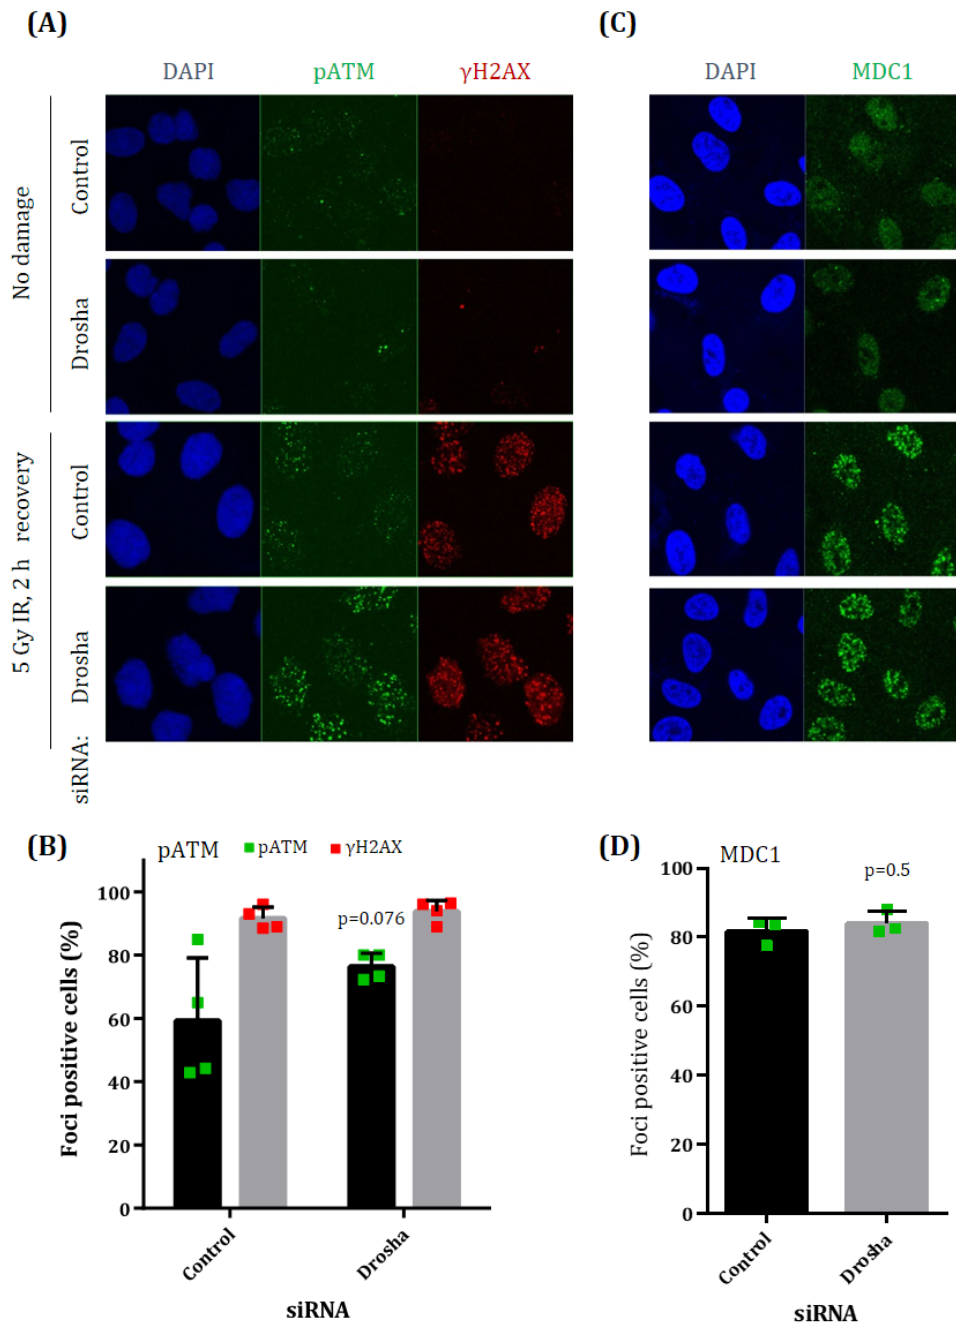 (A)
DAPI pATM γH2AX
No damage
Control
Drosha
5 Gy IR, 2 h recovery
Control
Drosha
siRNA:
(C)
DAPI MDC1
(B)
pATM pATM γH2AX
Foci positive cells (%)
100
80
60
40
20
0
p=0.076
Control Drosha
siRNA
(D)
MDC1
Foci positive cells (%)
100
80
60
40
20
0
p=0.5
Control Drosha
siRNA